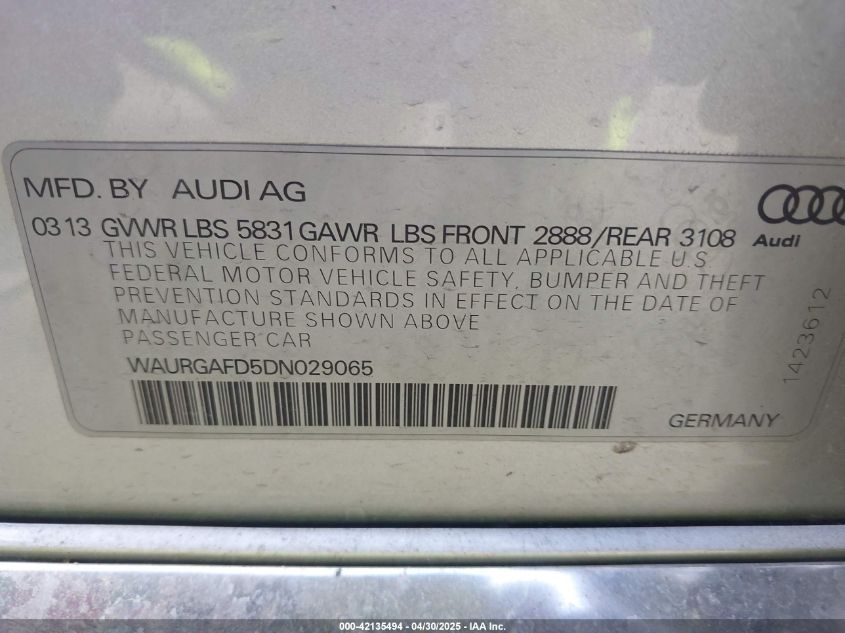 MFD. BY AUDI AG
03 13 GVWR LBS 5831 GAWR LBS FRONT 2888/REAR 3108
Audi
THIS VEHICLE CONFORMS TO ALL APPLICABLE U.S
FEDERAL MOTOR VEHICLE SAFETY, BUMPER AND THEFT
PREVENTION STANDARDS IN EFFECT ON THE DATE OF
MANUFACTURE SHOWN ABOVE
PASSENGER CAR
WAURGAFD5DN029065
GERMANY
1423612
000-42135494 - 04/30/2025 - IAA Inc.